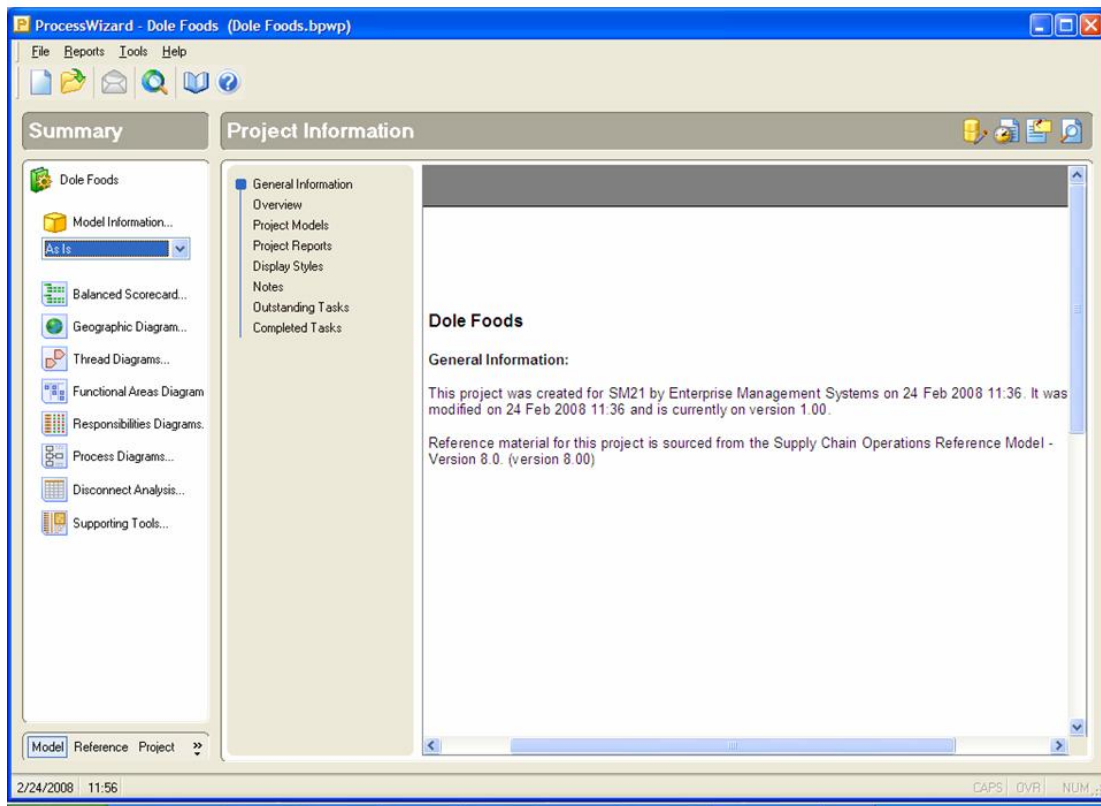 ProcessWizard - Dole Foods (Dole Foods.bpwp)
File Reports Tools Help
Summary
Project Information
Dole Foods
Model Information...
As Is
Balanced Scorecard...
Geographic Diagram...
Thread Diagrams...
Functional Areas Diagram
Responsibilities Diagrams.
Process Diagrams...
Disconnect Analysis...
Supporting Tools...
Model Reference Project
General Information
Overview
Project Models
Project Reports
Display Styles
Notes
Outstanding Tasks
Completed Tasks
Dole Foods
General Information:
This project was created for SM21 by Enterprise Management Systems on 24 Feb 2008 11:36. It was
modified on 24 Feb 2008 11:36 and is currently on version 1.00.
Reference material for this project is sourced from the Supply Chain Operations Reference Model -
Version 8.0. (version 8.00)
2/24/2008 11:56
CAPS OVR NUM